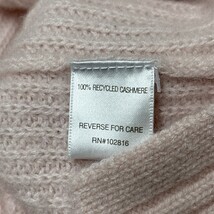 100% RECYCLED CASHMERE
REVERSE FOR CARE
RN#102816